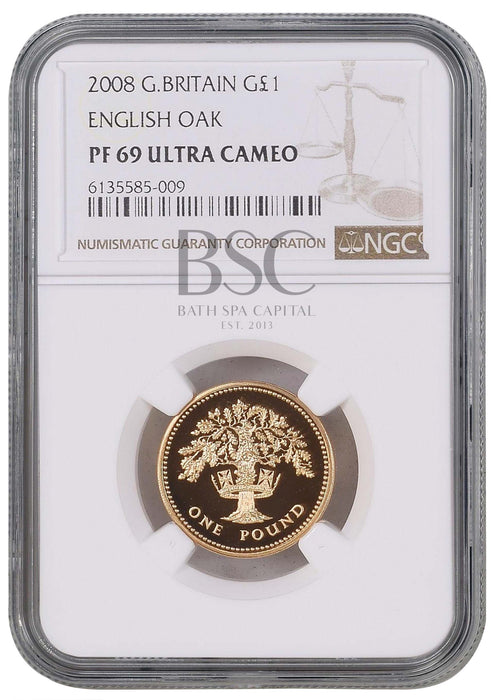 2008 G.BRITAIN G£1
ENGLISH OAK
PF 69 ULTRA CAMEO
6135585-009
NUMISMATIC GUARANTY CORPORATION
NGC
BSC
BATH SPA CAPITAL
EST. 2013
ONE POUND